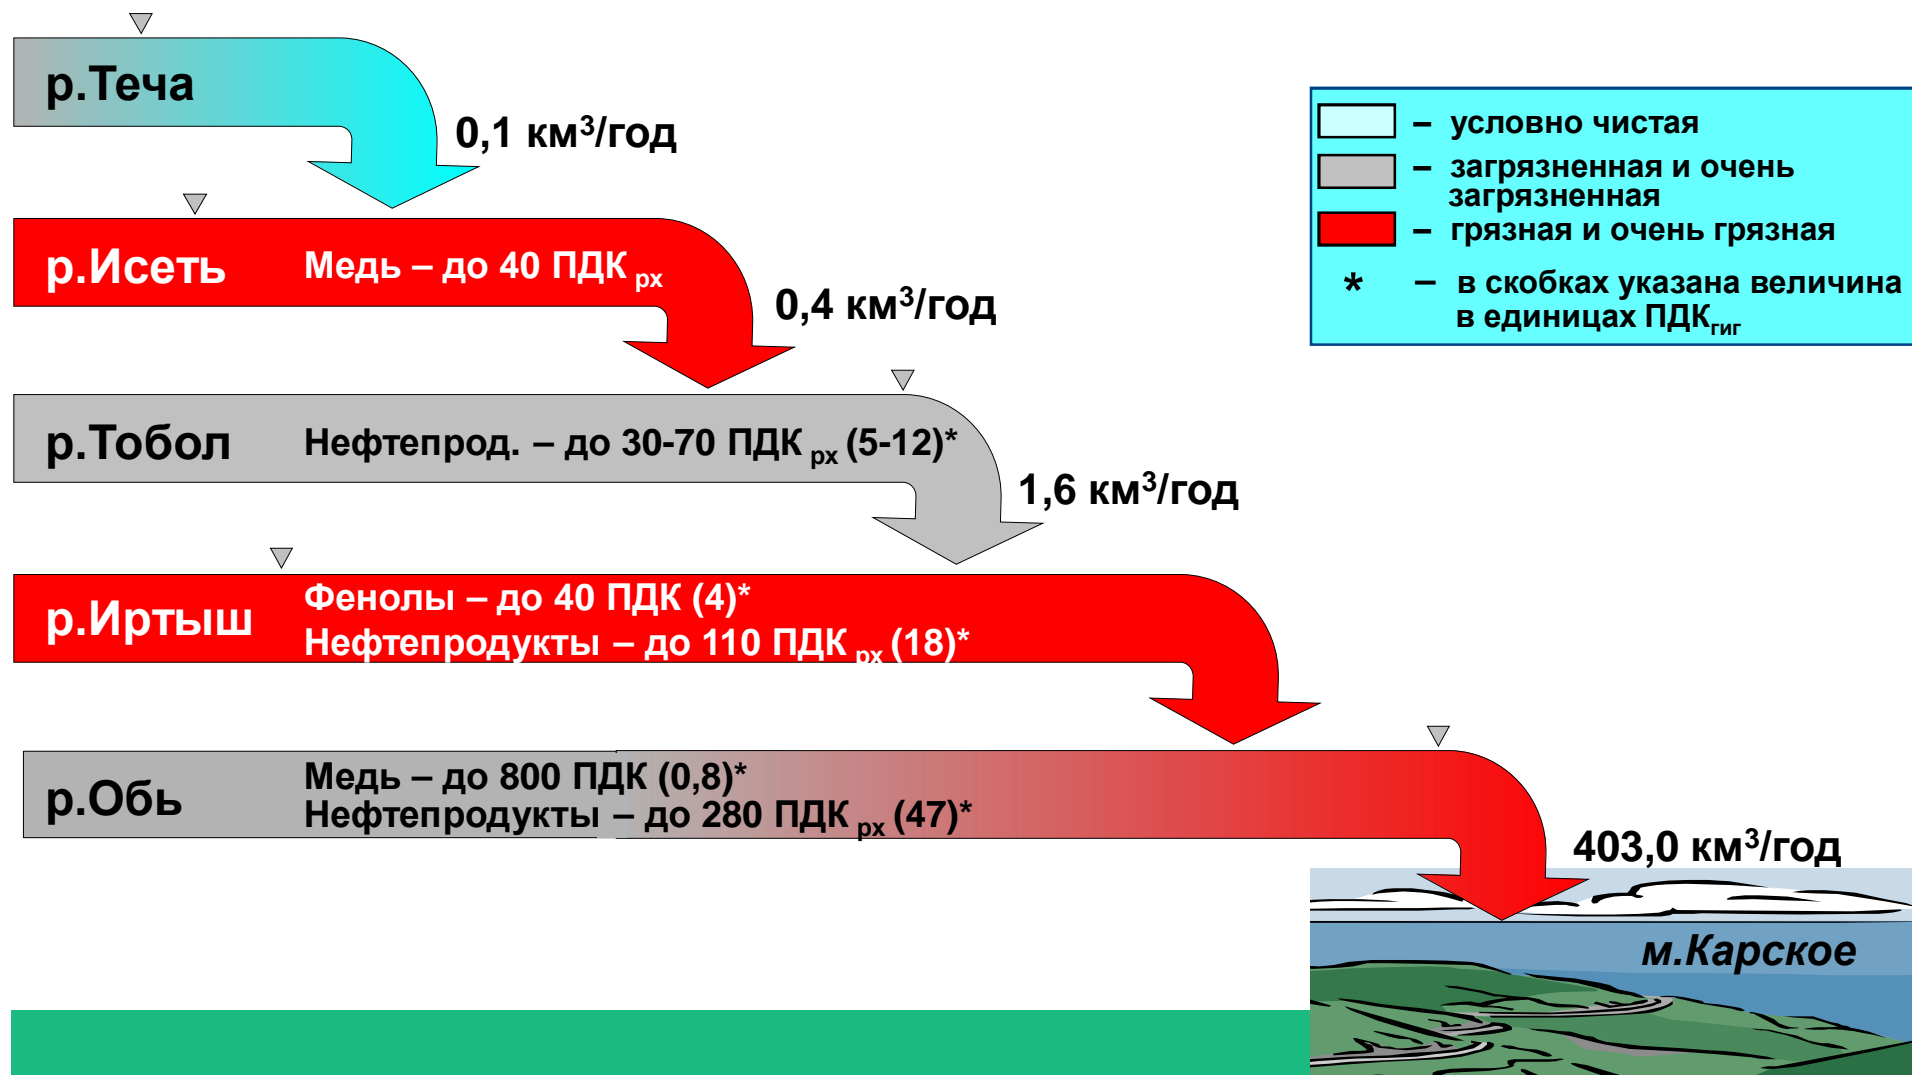 р.Теча
0,1 км³/год
– условно чистая
– загрязненная и очень
загрязненная
– грязная и очень грязная
* – в скобках указана величина
в единицах ПДКгиг
р.Исеть Медь – до 40 ПДК рх
0,4 км³/год
р.Тобол Нефтепрод. – до 30-70 ПДК рх (5-12)*
1,6 км³/год
р.Иртыш
Фенолы – до 40 ПДК (4)*
Нефтепродукты – до 110 ПДК рх (18)*
р.Обь
Медь – до 800 ПДК (0,8)*
Нефтепродукты – до 280 ПДК рх (47)*
403,0 км³/год
м.Карское